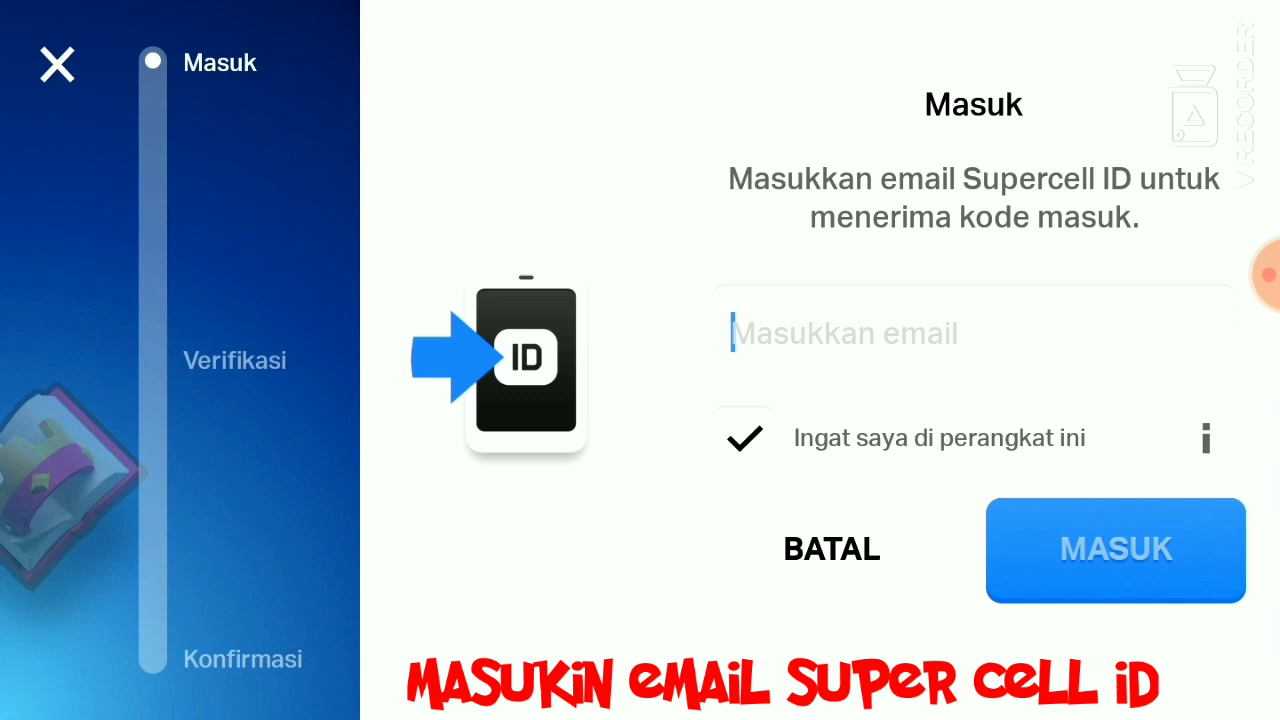 Masuk
Verifikasi
Konfirmasi
Masuk
Masukkan email Supercell ID untuk
menerima kode masuk.
ID
Masukkan email
Ingat saya di perangkat ini
BATAL
MASUK
MASUKiN eMAiL SUPeR CeLL iD
V RECORDER